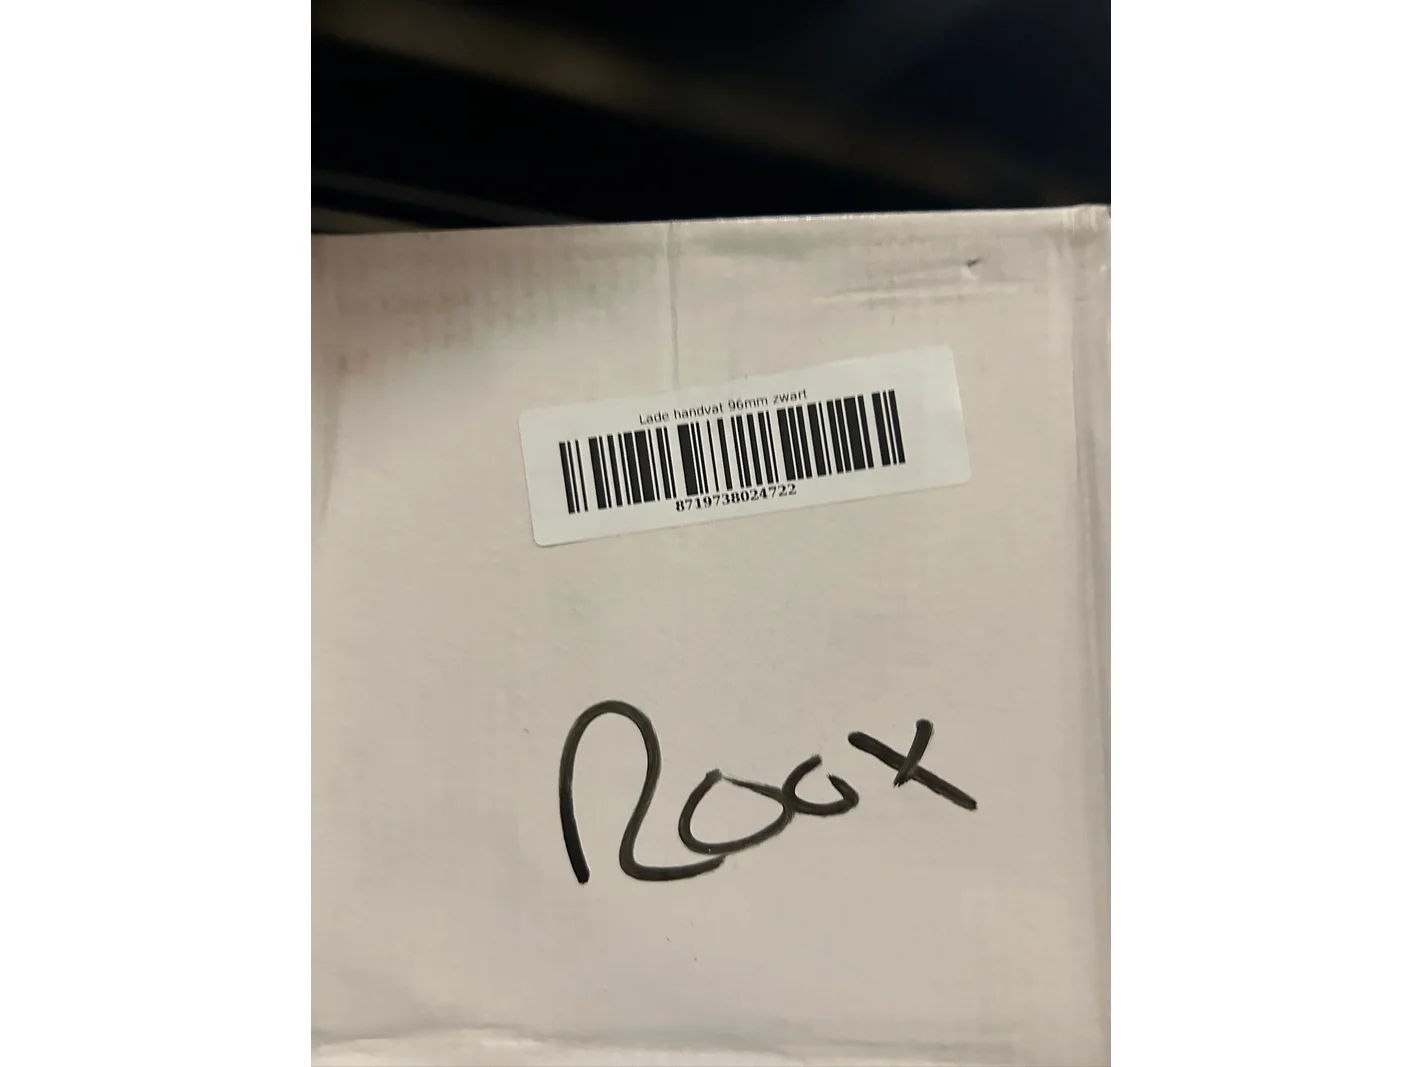 Lade handvat 96mm zwart
8719738024722
Roox